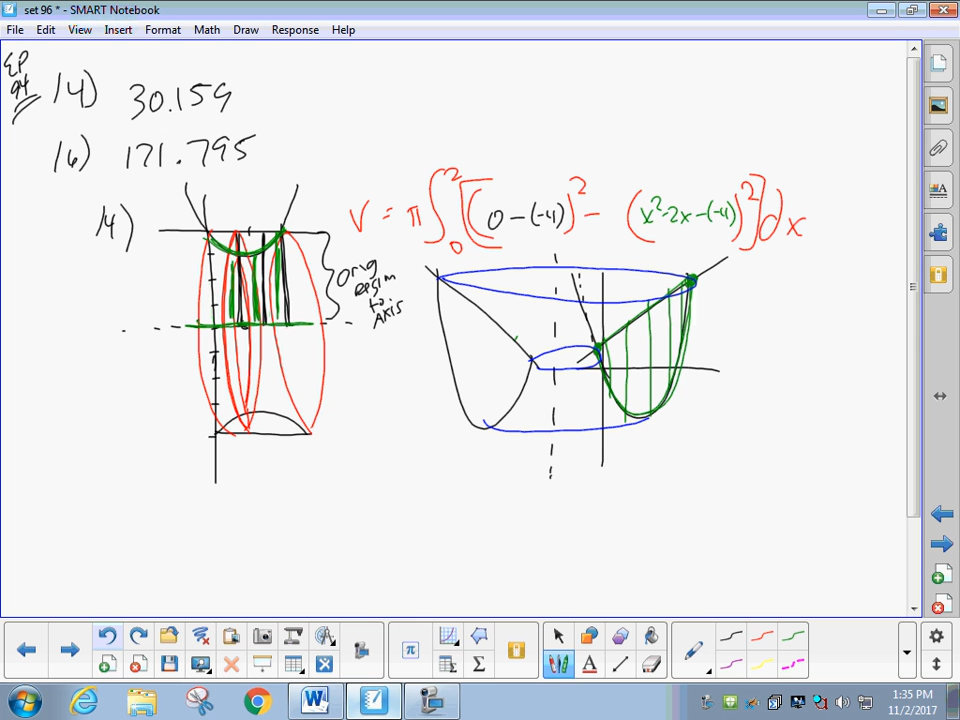 set 96 * - SMART Notebook
File Edit View Insert Format Math Draw Response Help
EP
94
14) 30.159
16) 171.795
14)
V = π ∫₀² [(0 - (-4))² - (x² - 2x - (-4))²] dx
Orig
Region
to
Axis
1:35 PM
11/2/2017